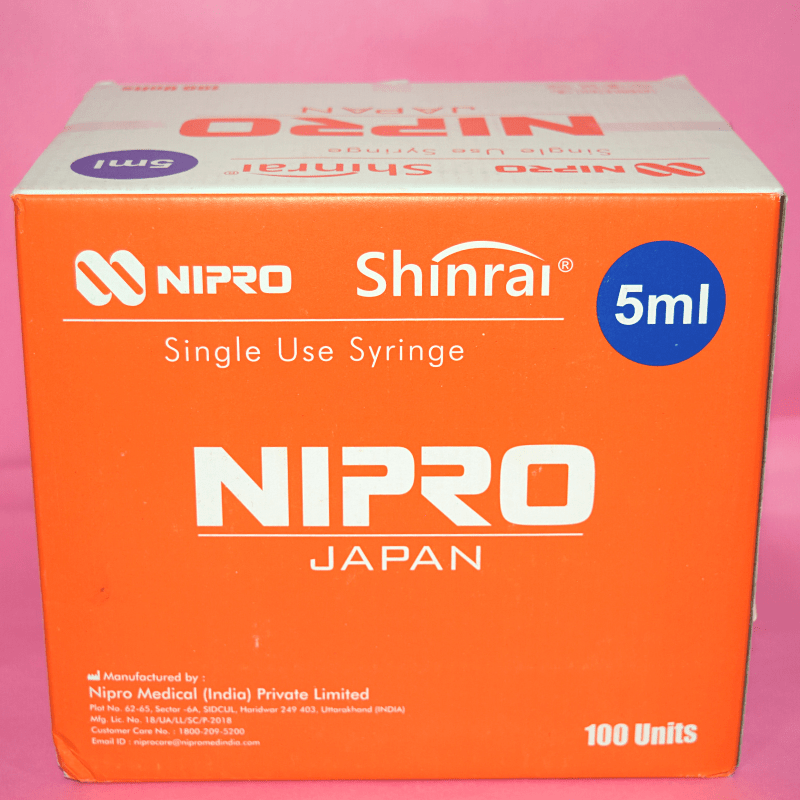 100 Units
NIPRO
JAPAN
NIPRO Shinrai®
Single Use Syringe
5ml
NIPRO Shinrai®
5ml
Single Use Syringe
NIPRO
JAPAN
Manufactured by :
Nipro Medical (India) Private Limited
Plot No. 62-65, Sector -6A, SIDCUL, Haridwar 249 403, Uttarakhand (INDIA)
Mfg. Lic. No. 18/UA/LL/SC/P-2018
Customer Care No. : 1800-209-5200
Email ID : niprocare@nipromedindia.com
100 Units